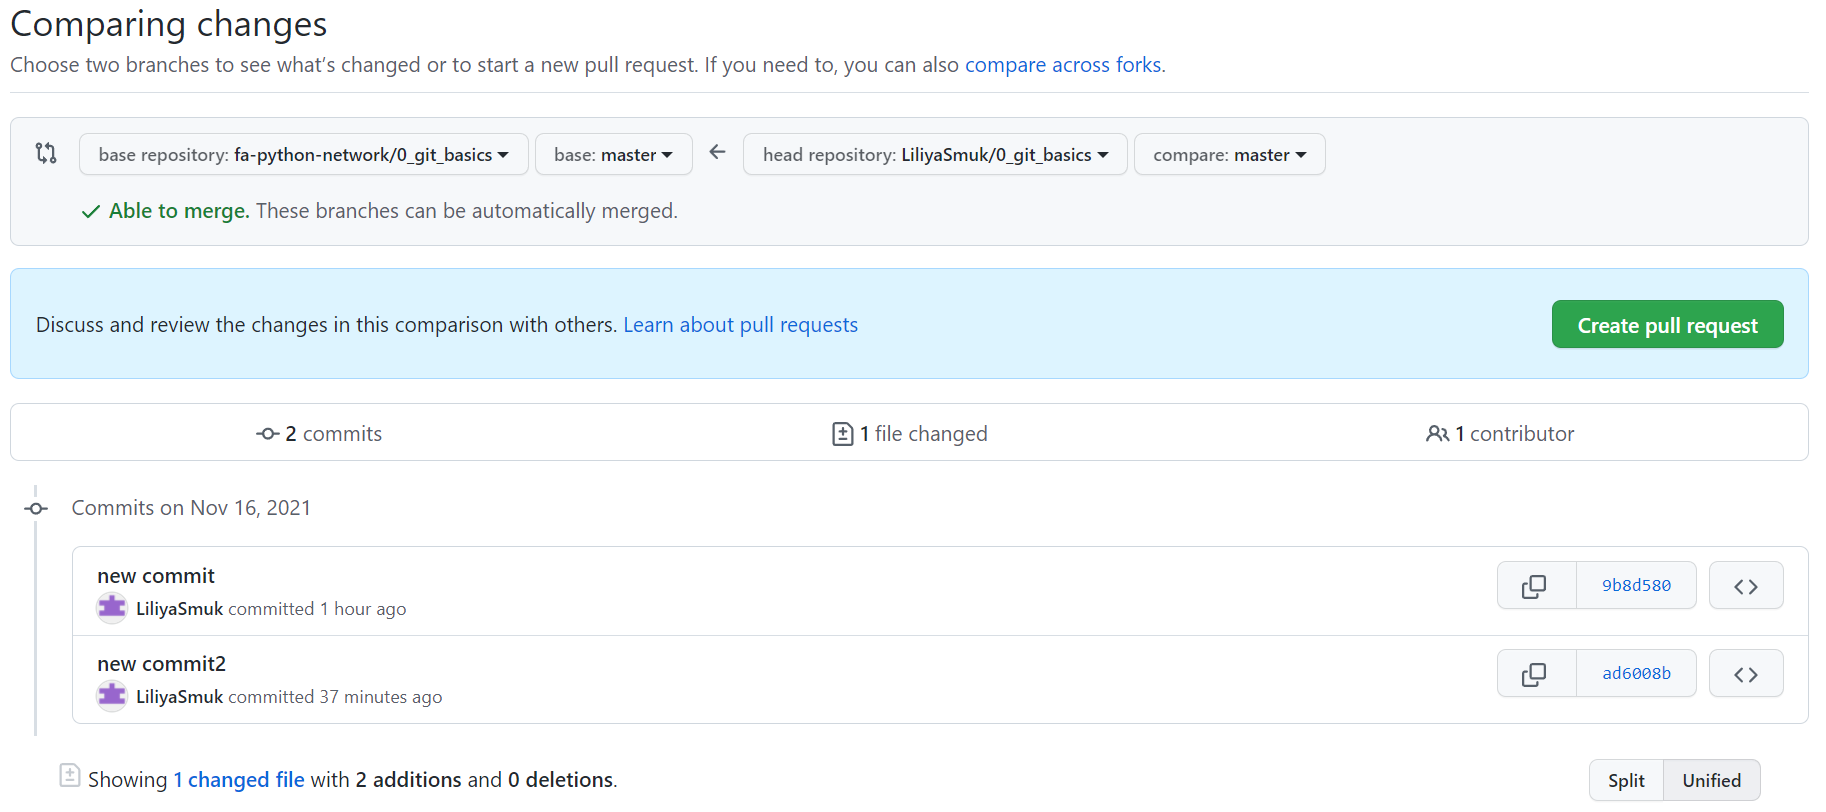 Comparing changes
Choose two branches to see what’s changed or to start a new pull request. If you need to, you can also compare across forks.
base repository: fa-python-network/0_git_basics base: master ← head repository: LiliyaSmuk/0_git_basics compare: master
Able to merge. These branches can be automatically merged.
Discuss and review the changes in this comparison with others. Learn about pull requests Create pull request
2 commits 1 file changed 1 contributor
Commits on Nov 16, 2021
new commit
LiliyaSmuk committed 1 hour ago
9b8d580
new commit2
LiliyaSmuk committed 37 minutes ago
ad6008b
Showing 1 changed file with 2 additions and 0 deletions.
Split Unified